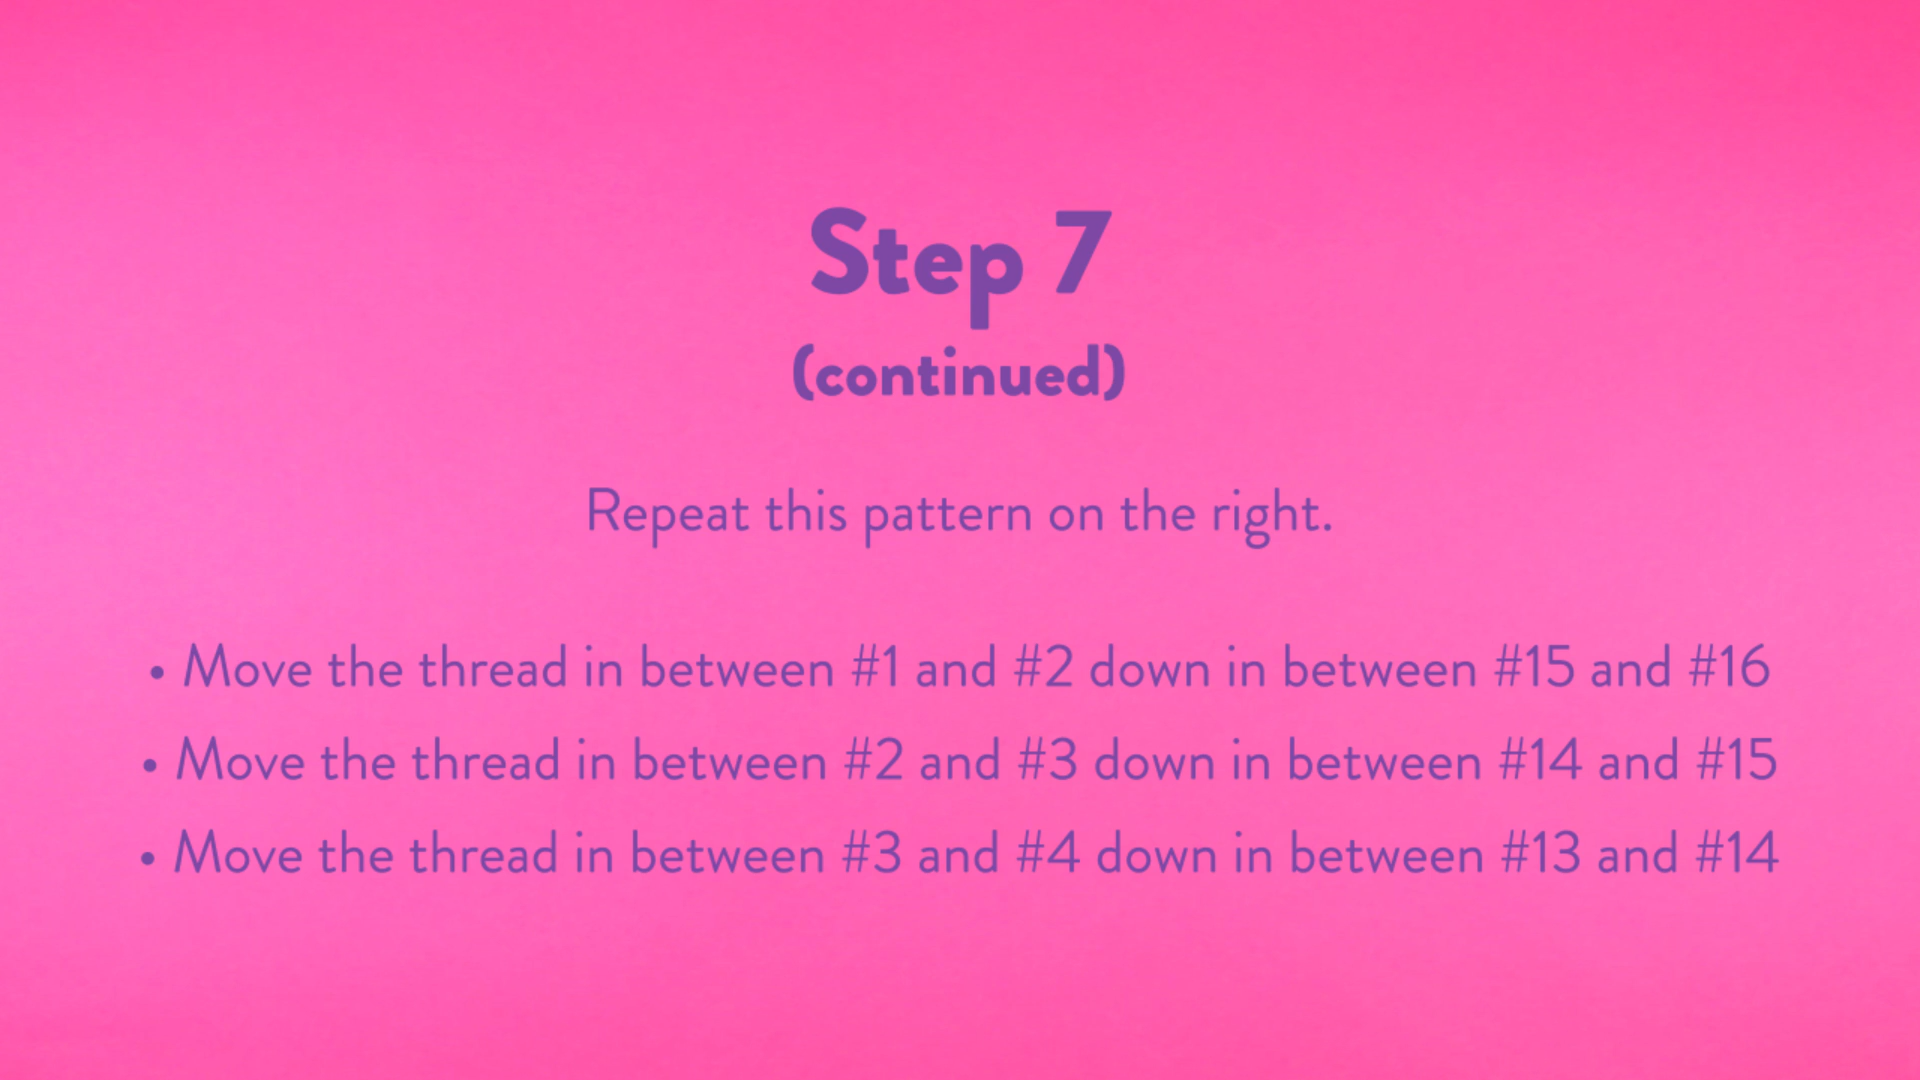 Step 7
(continued)
Repeat this pattern on the right.
• Move the thread in between #1 and #2 down in between #15 and #16
• Move the thread in between #2 and #3 down in between #14 and #15
• Move the thread in between #3 and #4 down in between #13 and #14